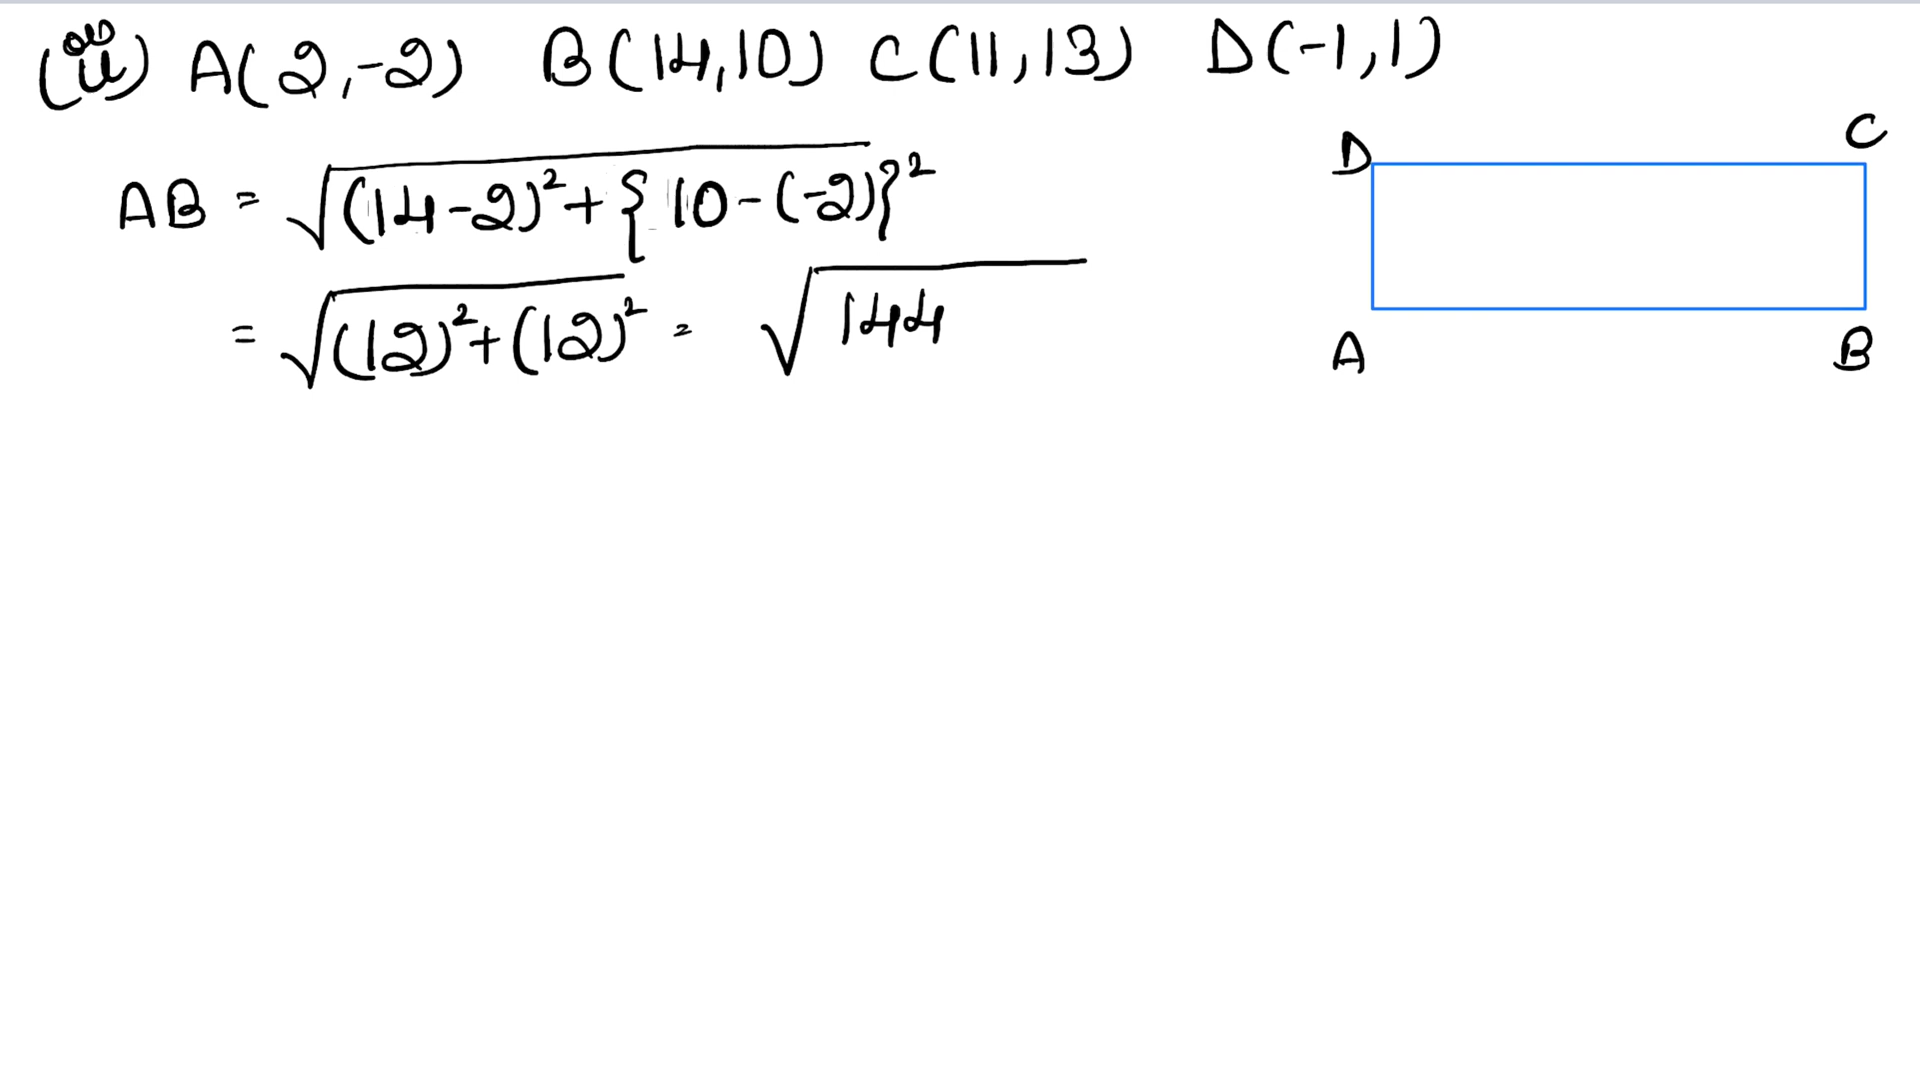 (ii) A(2,-2) B(14,10) C(11,13) D(-1,1)
D C
AB = √(14-2)²+{10-(-2)}²
= √(12)²+(12)² = √144
A B